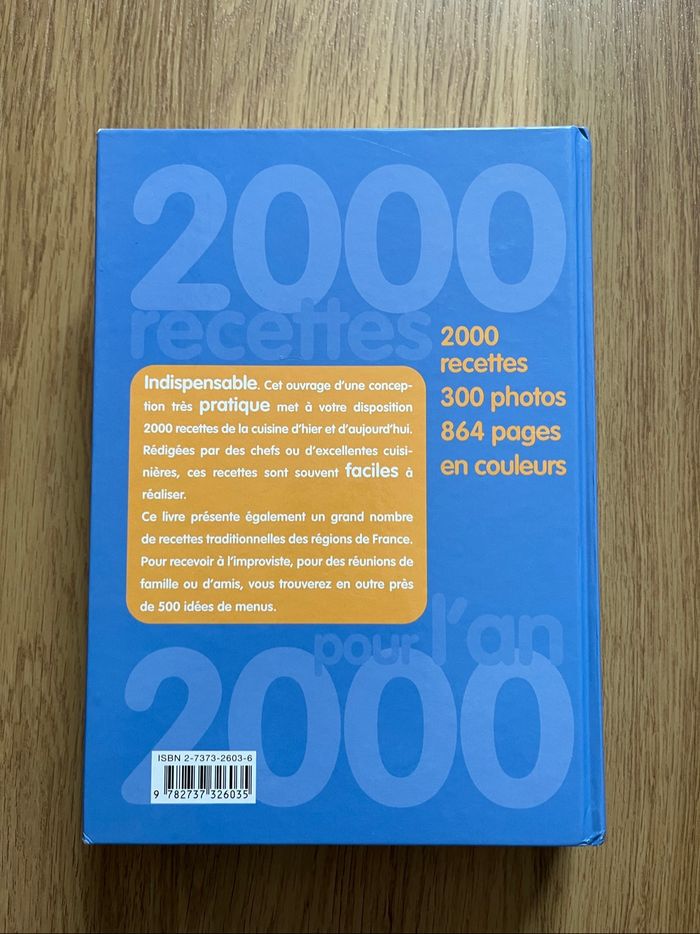 2000
recettes
2000
recettes
300 photos
864 pages
en couleurs
Indispensable. Cet ouvrage d'une concep-
tion très pratique met à votre disposition
2000 recettes de la cuisine d'hier et d'aujourd'hui.
Rédigées par des chefs ou d'excellentes cuisi-
nières, ces recettes sont souvent faciles à
réaliser.
Ce livre présente également un grand nombre
de recettes traditionnelles des régions de France.
Pour recevoir à l'improviste, pour des réunions de
famille ou d'amis, vous trouverez en outre près
de 500 idées de menus.
pour l'an
2000
ISBN 2-7373-2603-6
9 782737 326035